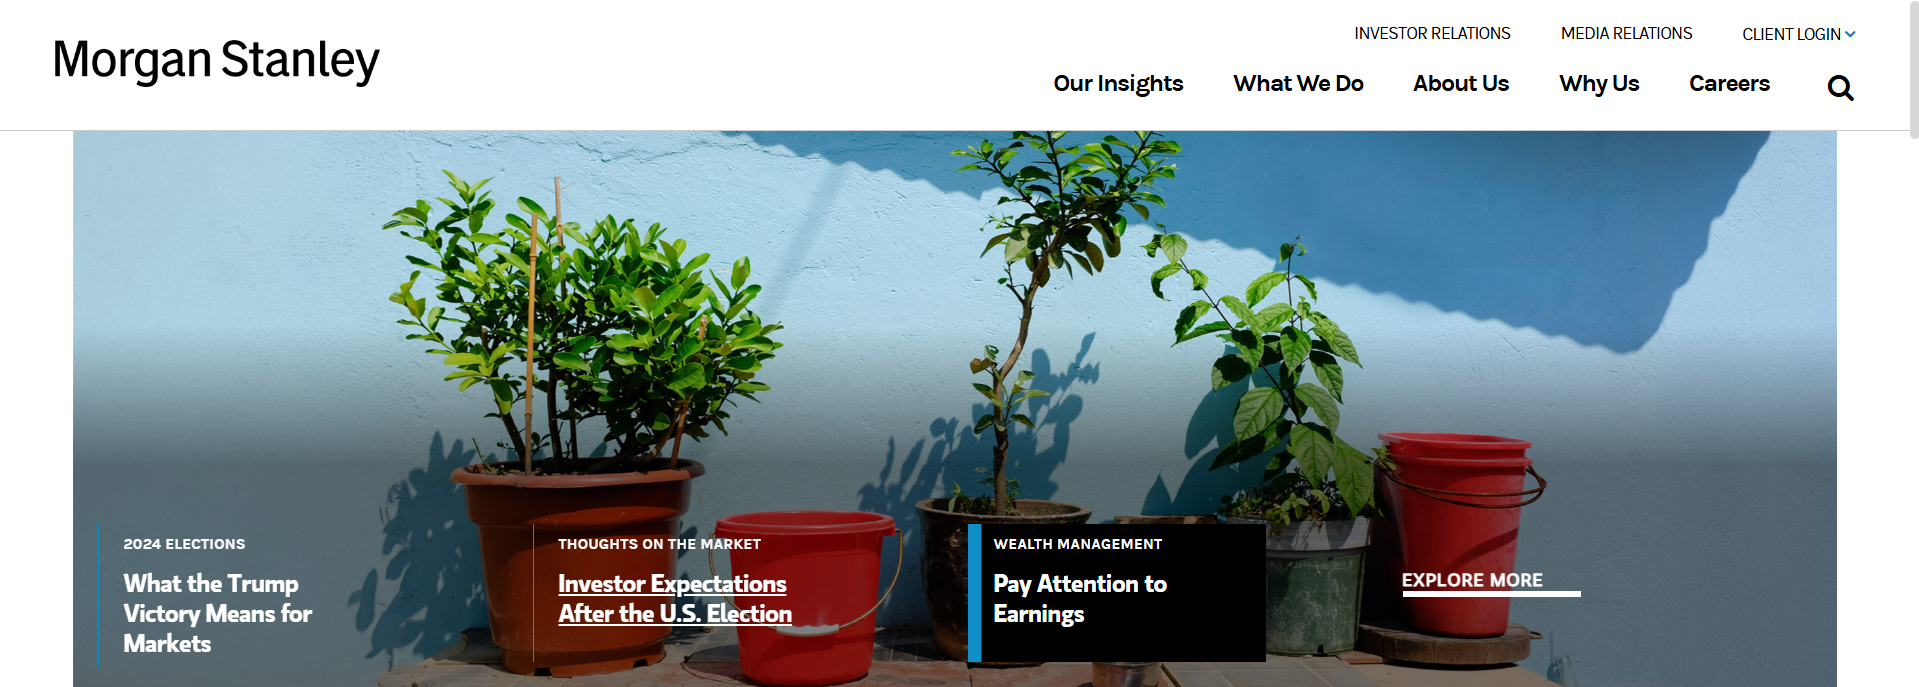 Morgan Stanley
INVESTOR RELATIONS
MEDIA RELATIONS
CLIENT LOGIN
Our Insights
What We Do
About Us
Why Us
Careers
2024 ELECTIONS
What the Trump
Victory Means for
Markets
THOUGHTS ON THE MARKET
Investor Expectations
After the U.S. Election
WEALTH MANAGEMENT
Pay Attention to
Earnings
EXPLORE MORE